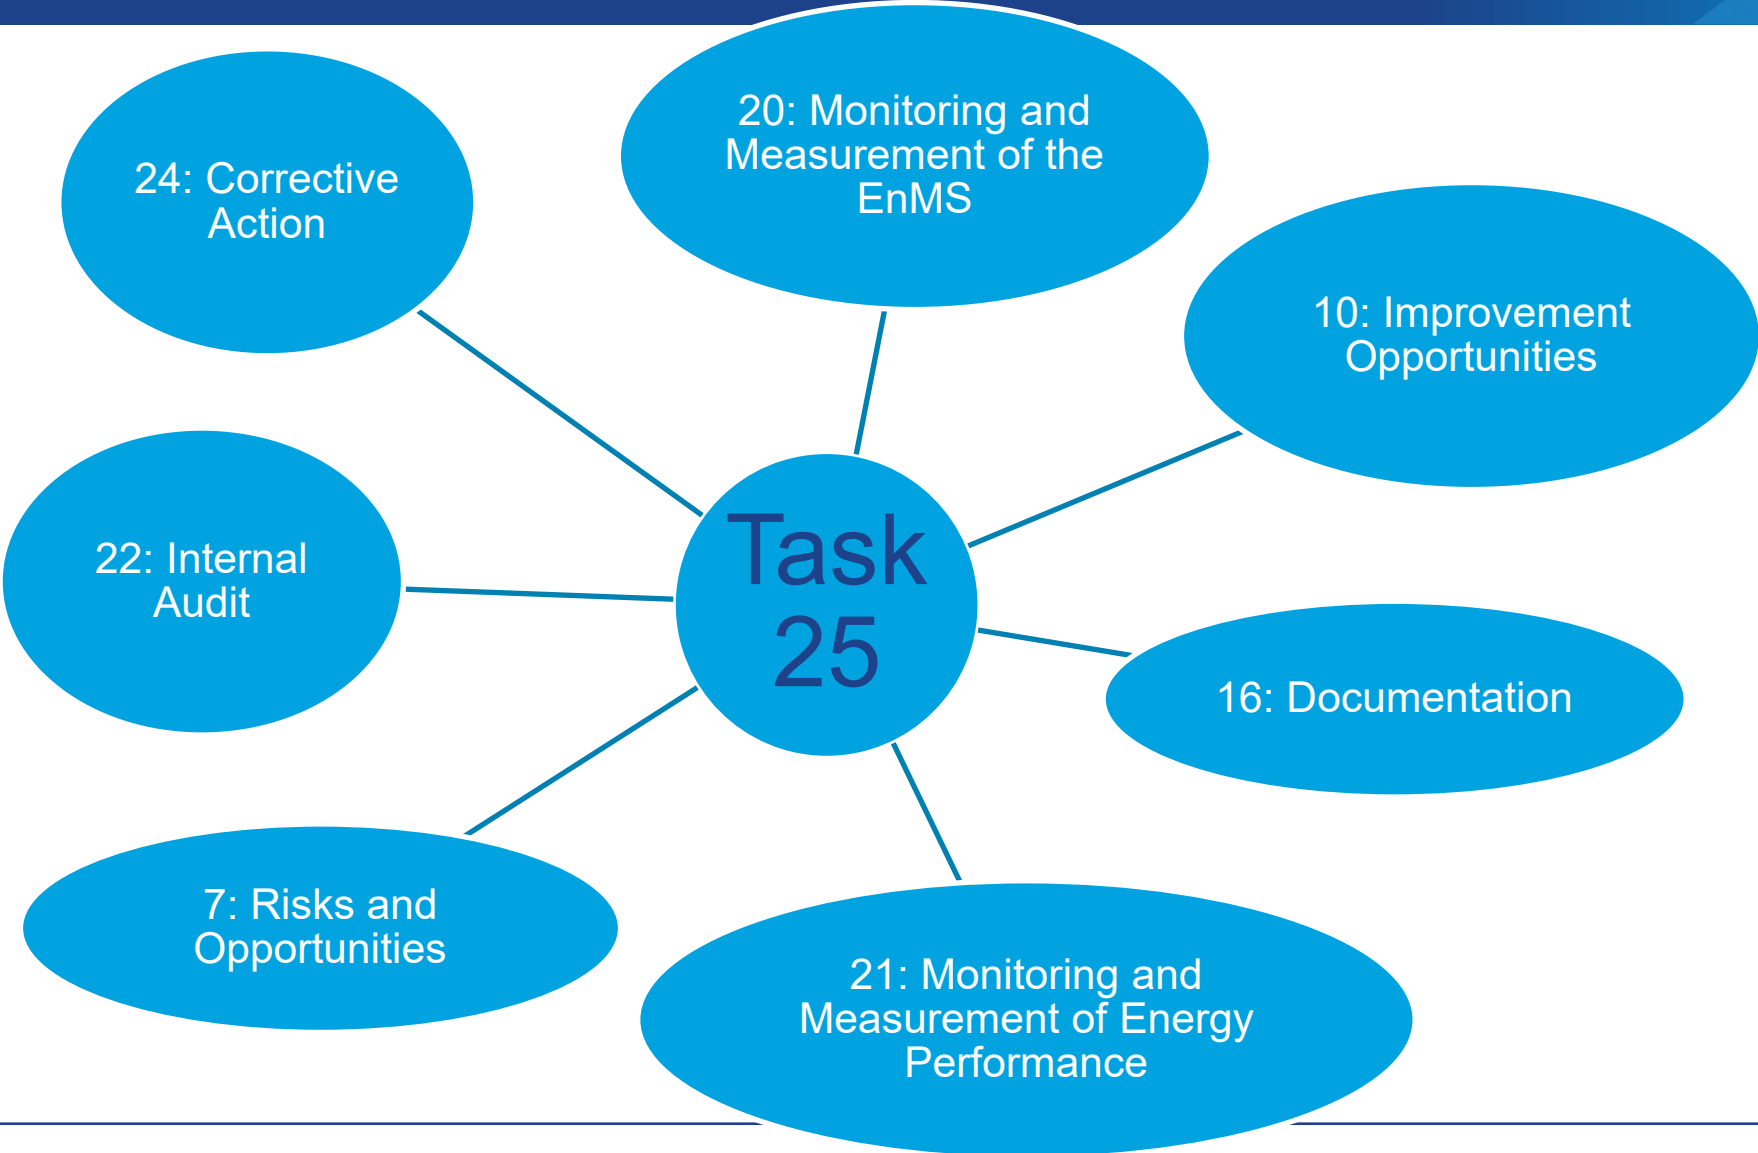 20: Monitoring and
Measurement of the
EnMS
24: Corrective
Action
10: Improvement
Opportunities
Task
25
22: Internal
Audit
16: Documentation
7: Risks and
Opportunities
21: Monitoring and
Measurement of Energy
Performance